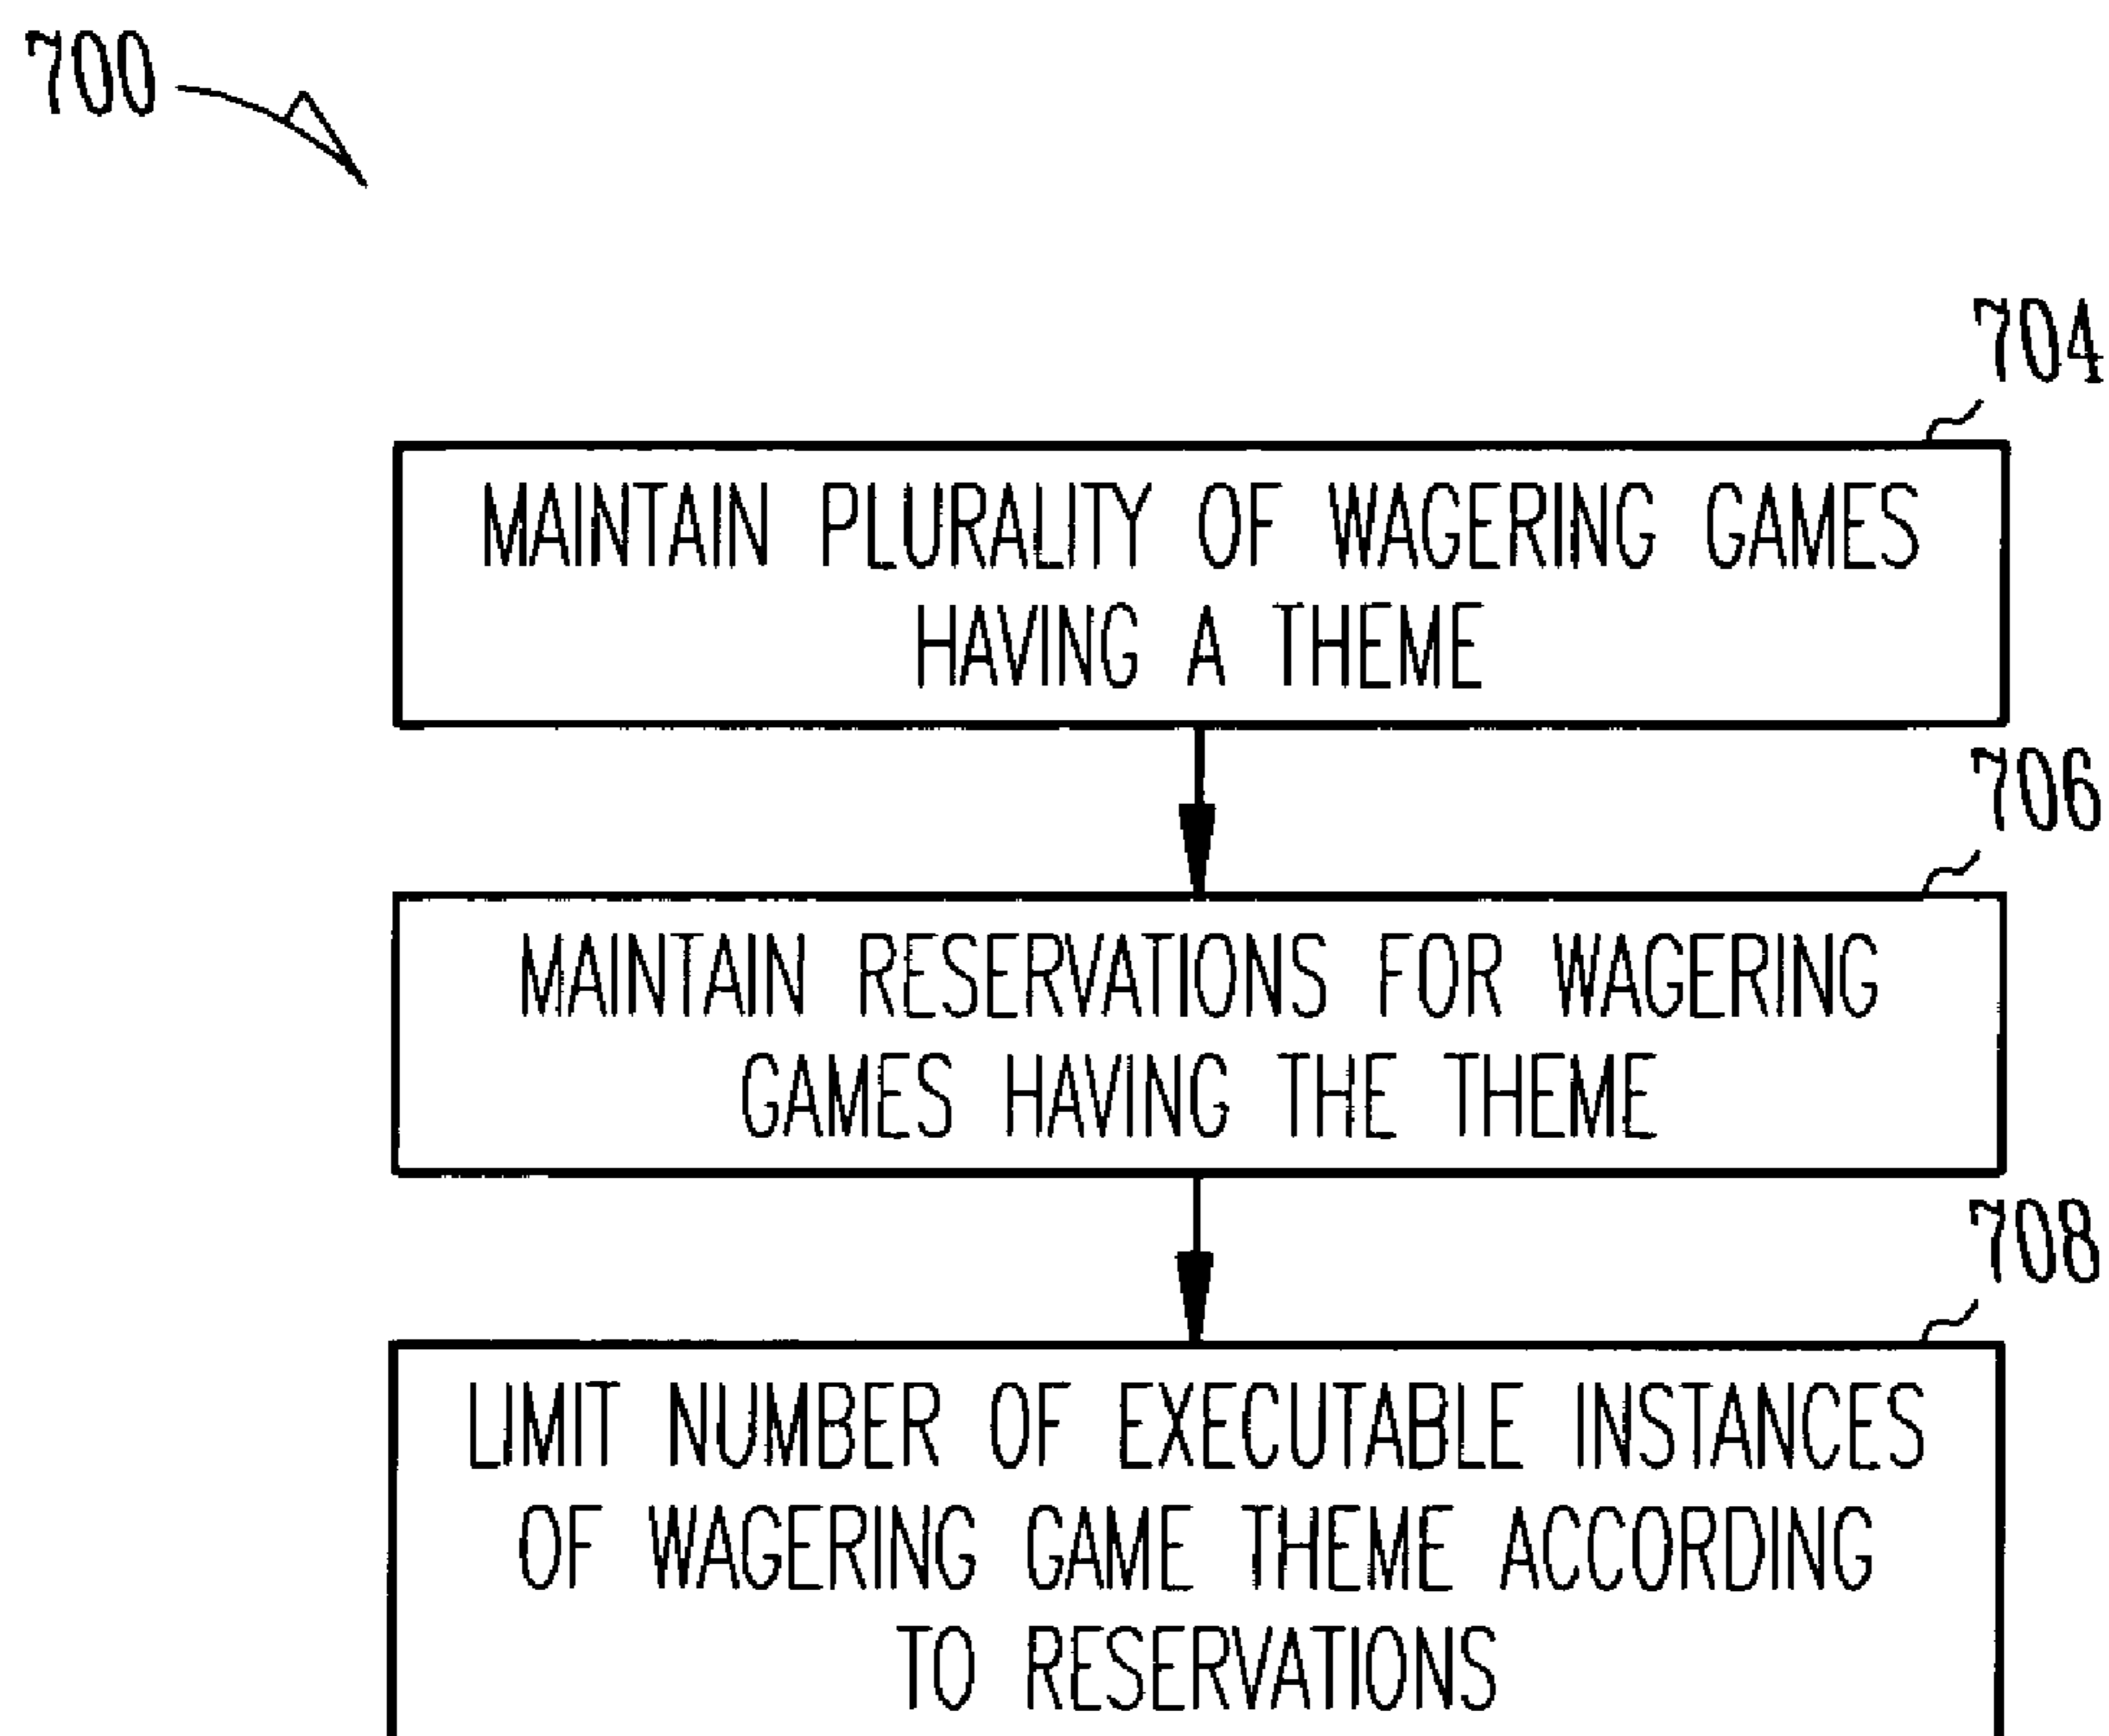 700
704
MAINTAIN PLURALITY OF WAGERING GAMES
HAVING A THEME
706
MAINTAIN RESERVATIONS FOR WAGERING
GAMES HAVING THE THEME
708
LIMIT NUMBER OF EXECUTABLE INSTANCES
OF WAGERING GAME THEME ACCORDING
TO RESERVATIONS